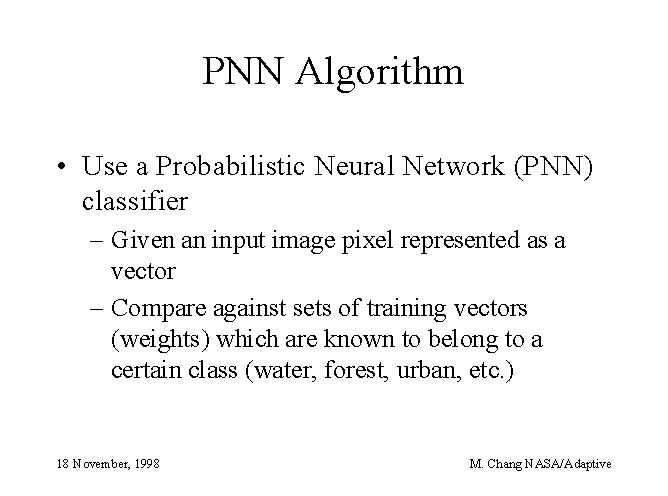 PNN Algorithm
• Use a Probabilistic Neural Network (PNN)
classifier
– Given an input image pixel represented as a
vector
– Compare against sets of training vectors
(weights) which are known to belong to a
certain class (water, forest, urban, etc. )
18 November, 1998
M. Chang NASA/Adaptive